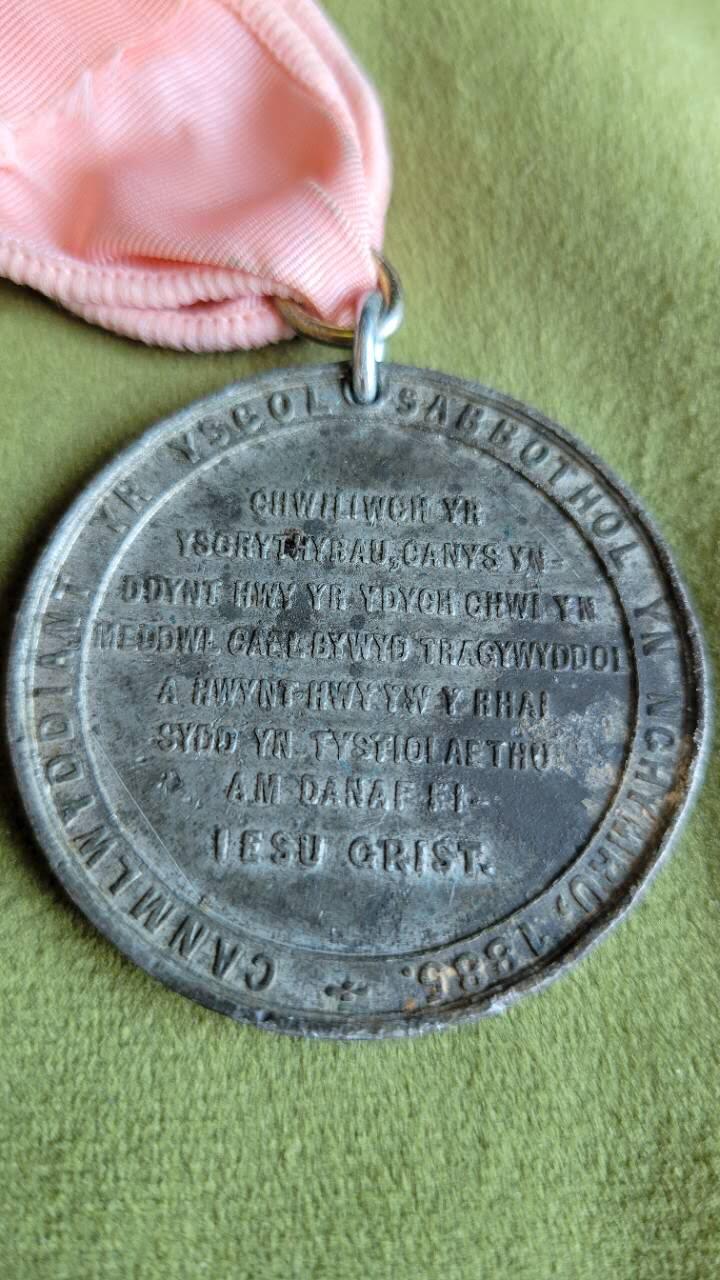 CANMLWYDDIANT YR YSGOL SABBOTHOL YN NGHYMRU, 1885.
CHWILIWCH YR
YSGRYTHYRAU, CANYS YN-
DDYNT HWY YR YDYCH CHWI YN
MEDDWL CAEL BYWYD TRAGYWYDDOL
A HWYNT-HWY YW Y RHAI
SYDD YN TYSTIOLAETHU
AM DANAF FI-
IESU GRIST.